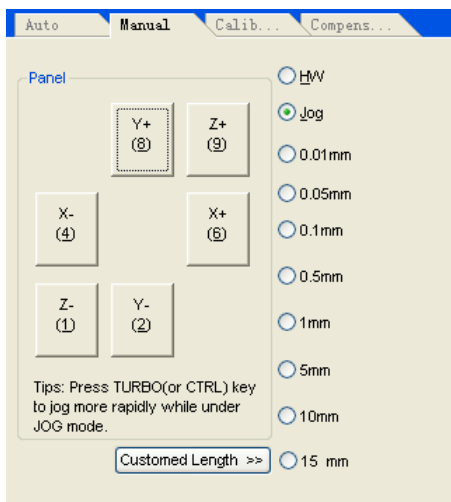 Auto
Manual
Calib...
Compens...
Panel
Y+
(8)
Z+
(9)
X-
(4)
X+
(6)
Z-
(1)
Y-
(2)
Tips: Press TURBO(or CTRL) key
to jog more rapidly while under
JOG mode.
Customed Length >>
HW
Jog
0.01mm
0.05mm
0.1mm
0.5mm
1mm
5mm
10mm
15 mm